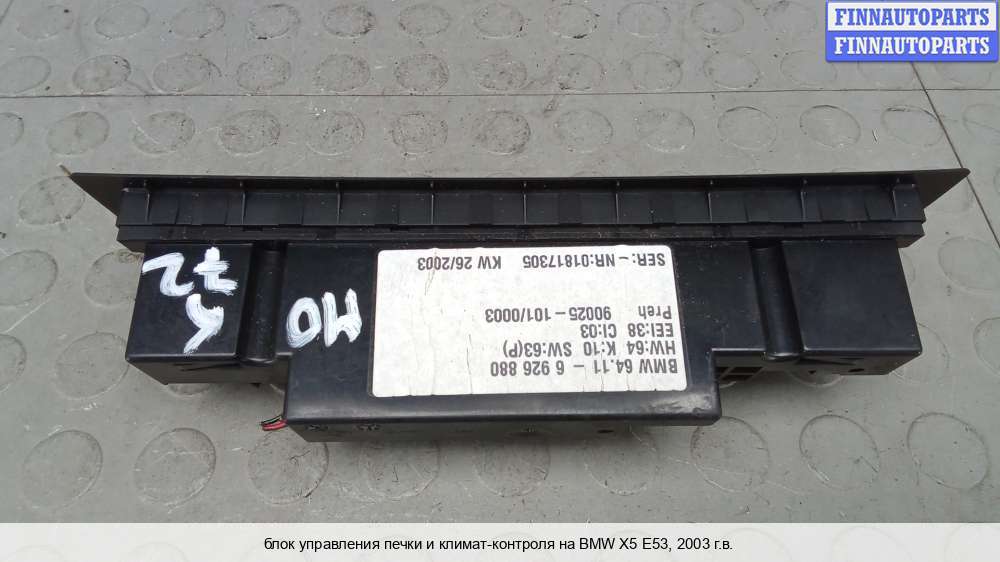 FINNAUTOPARTS
FINNAUTOPARTS
BMW 64.11 - 6 926 880
HW:64 K:10 SW:63(P)
EEI:38 CI:03
Preh 90025-101/0003
SER:- NR:01817305 KW 26/2003
MO
блок управления печки и климат-контроля на BMW X5 E53, 2003 г.в.